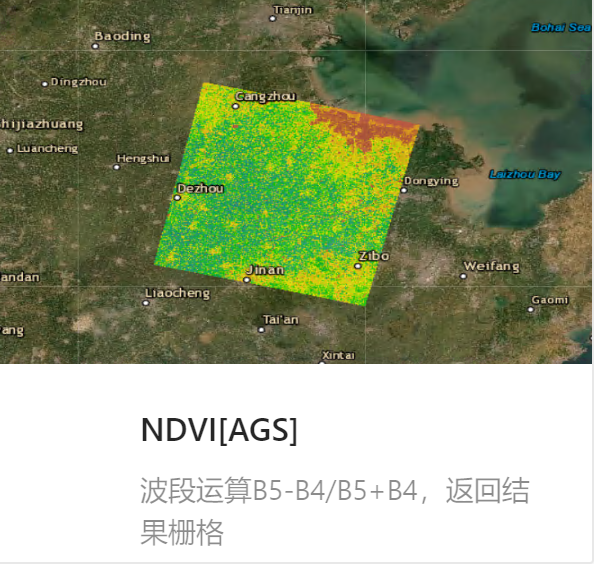 Tianjin
Bohai Sea
Baoding
Dingzhou
Cangzhou
hijiazhuang
Luancheng
Hengshui
Laizhou Bay
Dongying
Dezhou
Zibo
Jinan
Weifang
andan
Liaocheng
Gaomi
Tai'an
ang
Xintai
NDVI[AGS]
波段运算B5-B4/B5+B4，返回结
果栅格